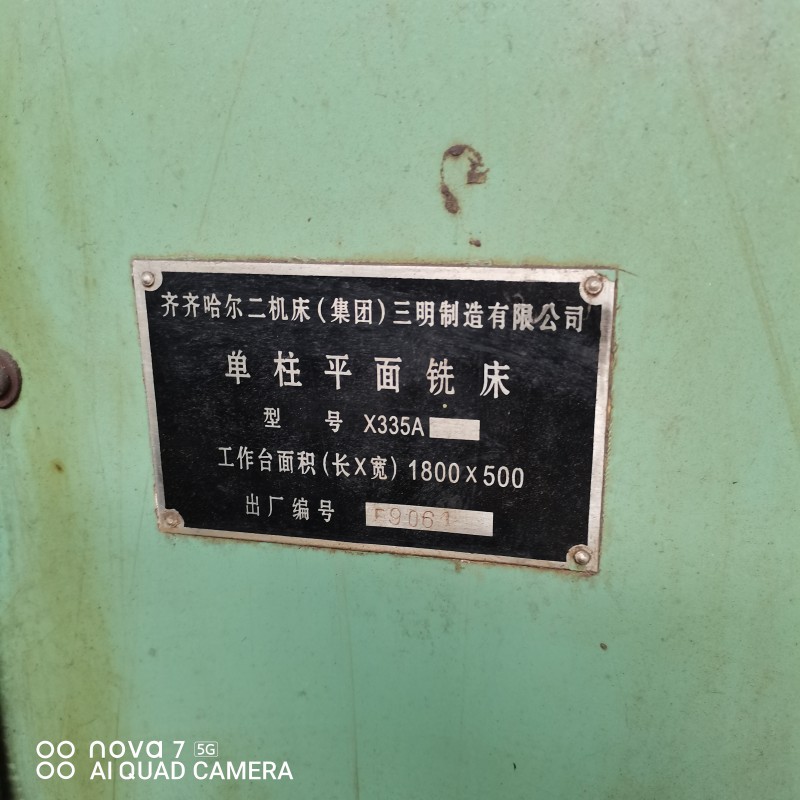 齐齐哈尔二机床(集团)三明制造有限公司
单柱平面铣床
型 号 X335A
工作台面积(长X宽) 1800X500
出厂编号 F9061
nova 7 5G
AI QUAD CAMERA